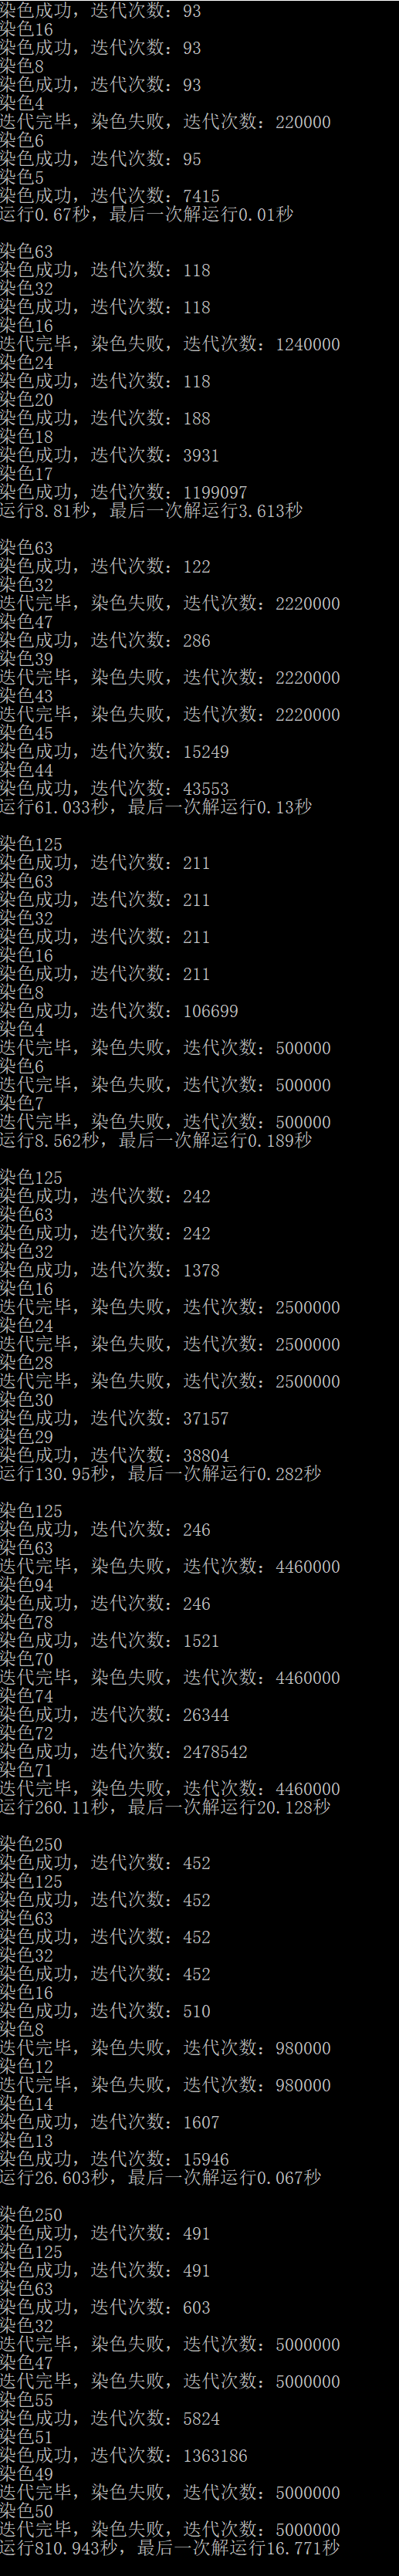 染色成功，迭代次数：93
染色16
染色成功，迭代次数：93
染色8
染色成功，迭代次数：93
染色4
迭代完毕，染色失败，迭代次数：220000
染色6
染色成功，迭代次数：95
染色5
染色成功，迭代次数：7415
运行0.67秒，最后一次解运行0.01秒
染色63
染色成功，迭代次数：118
染色32
染色成功，迭代次数：118
染色16
迭代完毕，染色失败，迭代次数：1240000
染色24
染色成功，迭代次数：118
染色20
染色成功，迭代次数：188
染色18
染色成功，迭代次数：3931
染色17
染色成功，迭代次数：1199097
运行8.81秒，最后一次解运行3.613秒
染色63
染色成功，迭代次数：122
染色32
迭代完毕，染色失败，迭代次数：2220000
染色47
染色成功，迭代次数：286
染色39
迭代完毕，染色失败，迭代次数：2220000
染色43
迭代完毕，染色失败，迭代次数：2220000
染色45
染色成功，迭代次数：15249
染色44
染色成功，迭代次数：43553
运行61.033秒，最后一次解运行0.13秒
染色125
染色成功，迭代次数：211
染色63
染色成功，迭代次数：211
染色32
染色成功，迭代次数：211
染色16
染色成功，迭代次数：211
染色8
染色成功，迭代次数：106699
染色4
迭代完毕，染色失败，迭代次数：500000
染色6
迭代完毕，染色失败，迭代次数：500000
染色7
迭代完毕，染色失败，迭代次数：500000
运行8.562秒，最后一次解运行0.189秒
染色125
染色成功，迭代次数：242
染色63
染色成功，迭代次数：242
染色32
染色成功，迭代次数：1378
染色16
迭代完毕，染色失败，迭代次数：2500000
染色24
迭代完毕，染色失败，迭代次数：2500000
染色28
迭代完毕，染色失败，迭代次数：2500000
染色30
染色成功，迭代次数：37157
染色29
染色成功，迭代次数：38804
运行130.95秒，最后一次解运行0.282秒
染色125
染色成功，迭代次数：246
染色63
迭代完毕，染色失败，迭代次数：4460000
染色94
染色成功，迭代次数：246
染色78
染色成功，迭代次数：1521
染色70
迭代完毕，染色失败，迭代次数：4460000
染色74
染色成功，迭代次数：26344
染色72
染色成功，迭代次数：2478542
染色71
迭代完毕，染色失败，迭代次数：4460000
运行260.11秒，最后一次解运行20.128秒
染色250
染色成功，迭代次数：452
染色125
染色成功，迭代次数：452
染色63
染色成功，迭代次数：452
染色32
染色成功，迭代次数：452
染色16
染色成功，迭代次数：510
染色8
迭代完毕，染色失败，迭代次数：980000
染色12
迭代完毕，染色失败，迭代次数：980000
染色14
染色成功，迭代次数：1607
染色13
染色成功，迭代次数：15946
运行26.603秒，最后一次解运行0.067秒
染色250
染色成功，迭代次数：491
染色125
染色成功，迭代次数：491
染色63
染色成功，迭代次数：603
染色32
迭代完毕，染色失败，迭代次数：5000000
染色47
迭代完毕，染色失败，迭代次数：5000000
染色55
染色成功，迭代次数：5824
染色51
染色成功，迭代次数：1363186
染色49
迭代完毕，染色失败，迭代次数：5000000
染色50
迭代完毕，染色失败，迭代次数：5000000
运行810.943秒，最后一次解运行16.771秒